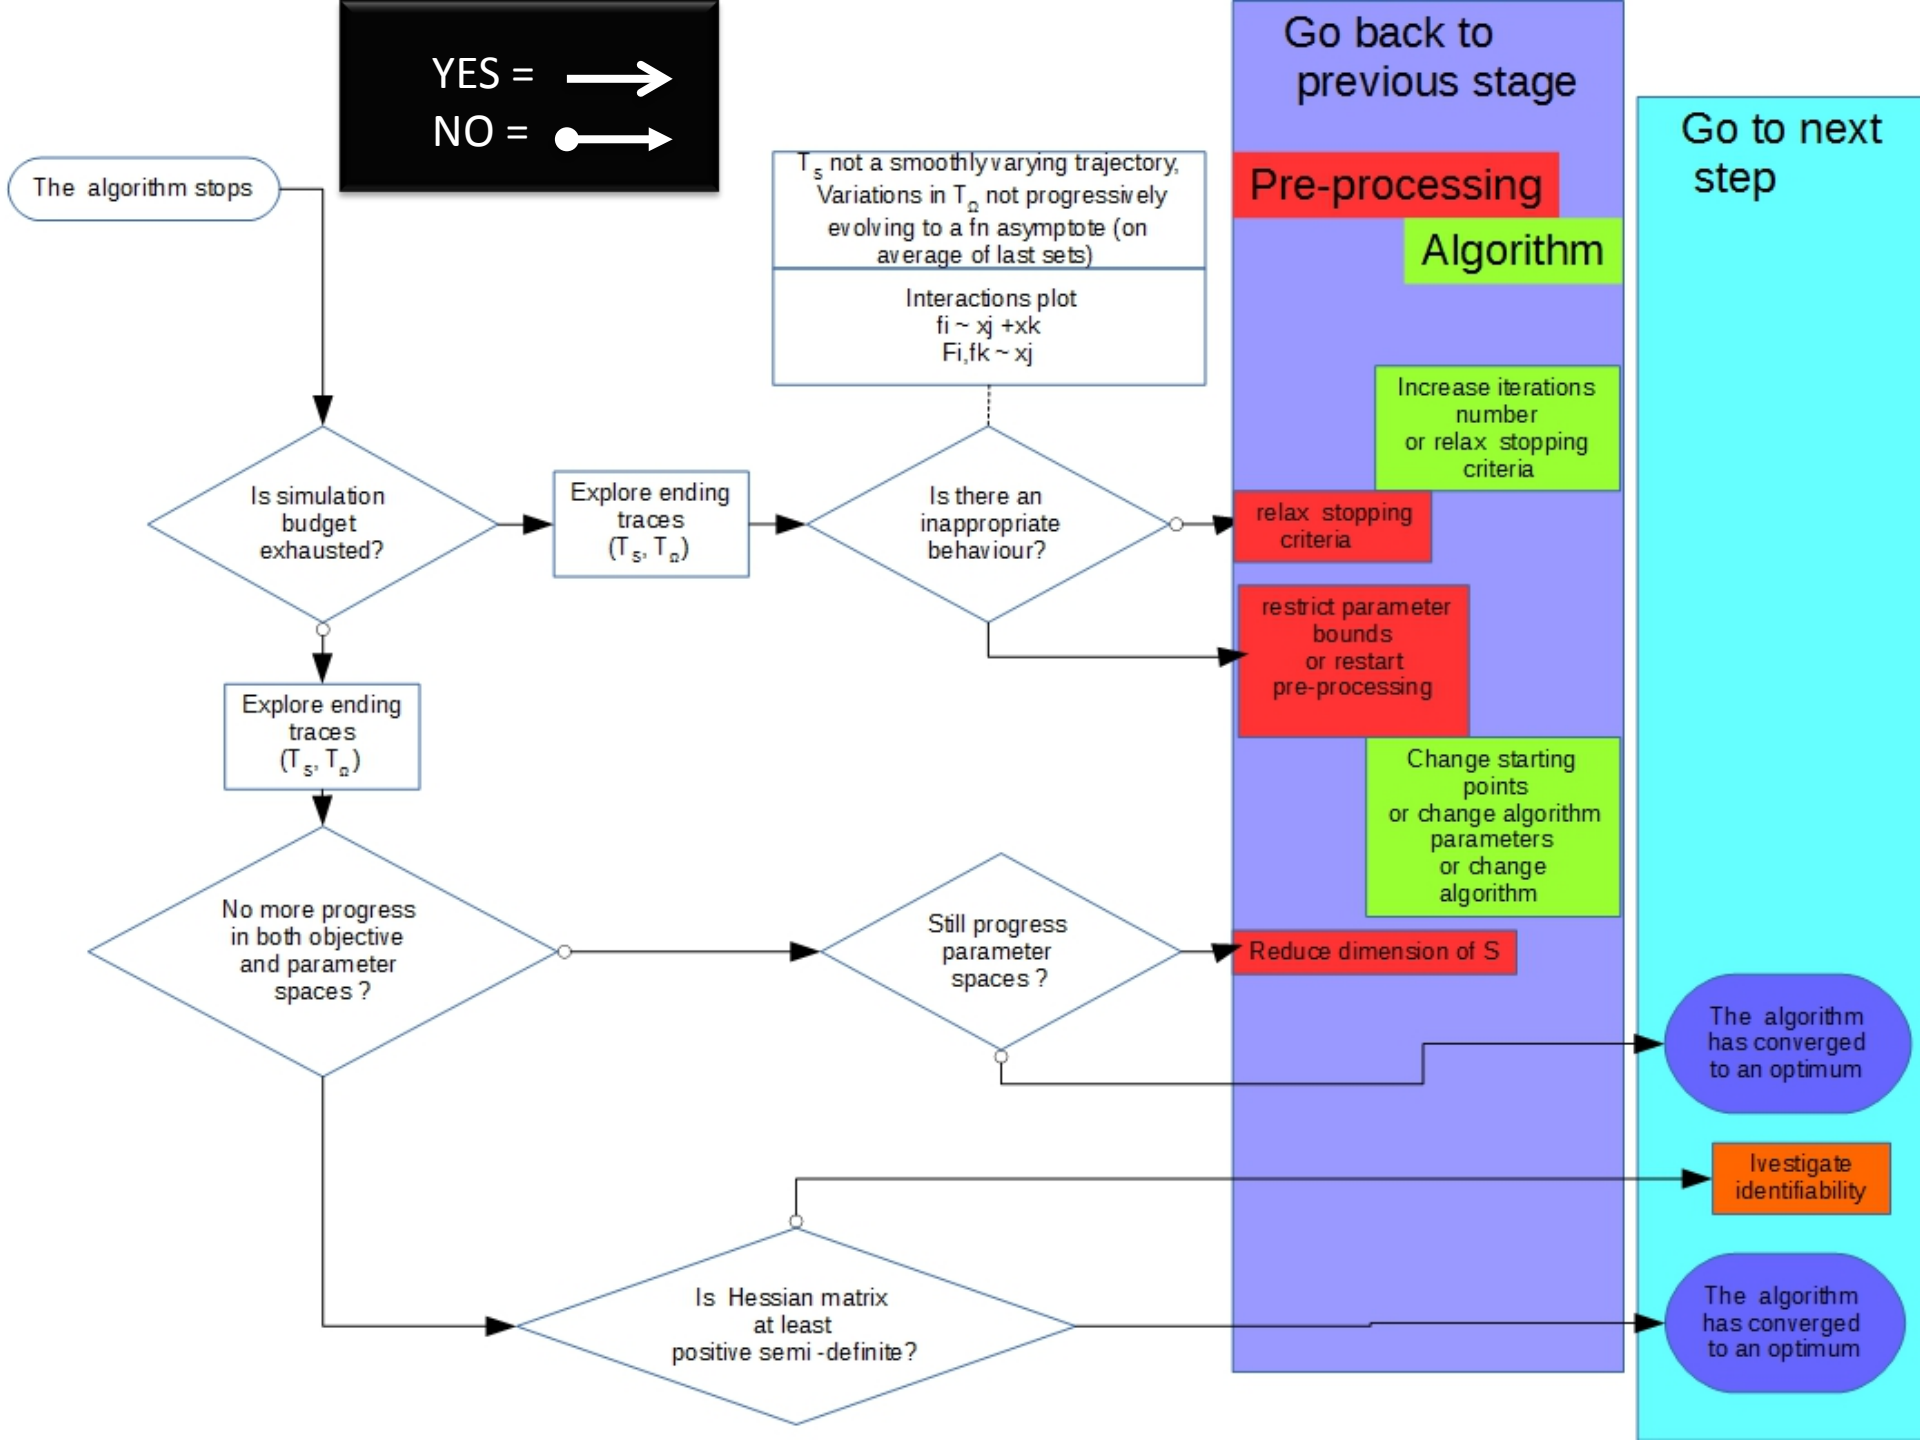 YES =
NO =
The algorithm stops
T5 not a smoothly varying trajectory,
Variations in TΩ not progressively
evolving to a fn asymptote (on
average of last sets)
Interactions plot
fi ~ xj +xk
Fi,fk ~ xj
Go back to
previous stage
Pre-processing
Algorithm
Go to next
step
Increase iterations
number
or relax stopping
criteria
Is simulation
budget
exhausted?
Explore ending
traces
(TS, TΩ)
Is there an
inappropriate
behaviour?
relax stopping
criteria
restrict parameter
bounds
or restart
pre-processing
Explore ending
traces
(TS, TΩ)
Change starting
points
or change algorithm
parameters
or change
algorithm
No more progress
in both objective
and parameter
spaces ?
Still progress
parameter
spaces ?
Reduce dimension of S
The algorithm
has converged
to an optimum
Ivestigate
identifiability
Is Hessian matrix
at least
positive semi -definite?
The algorithm
has converged
to an optimum